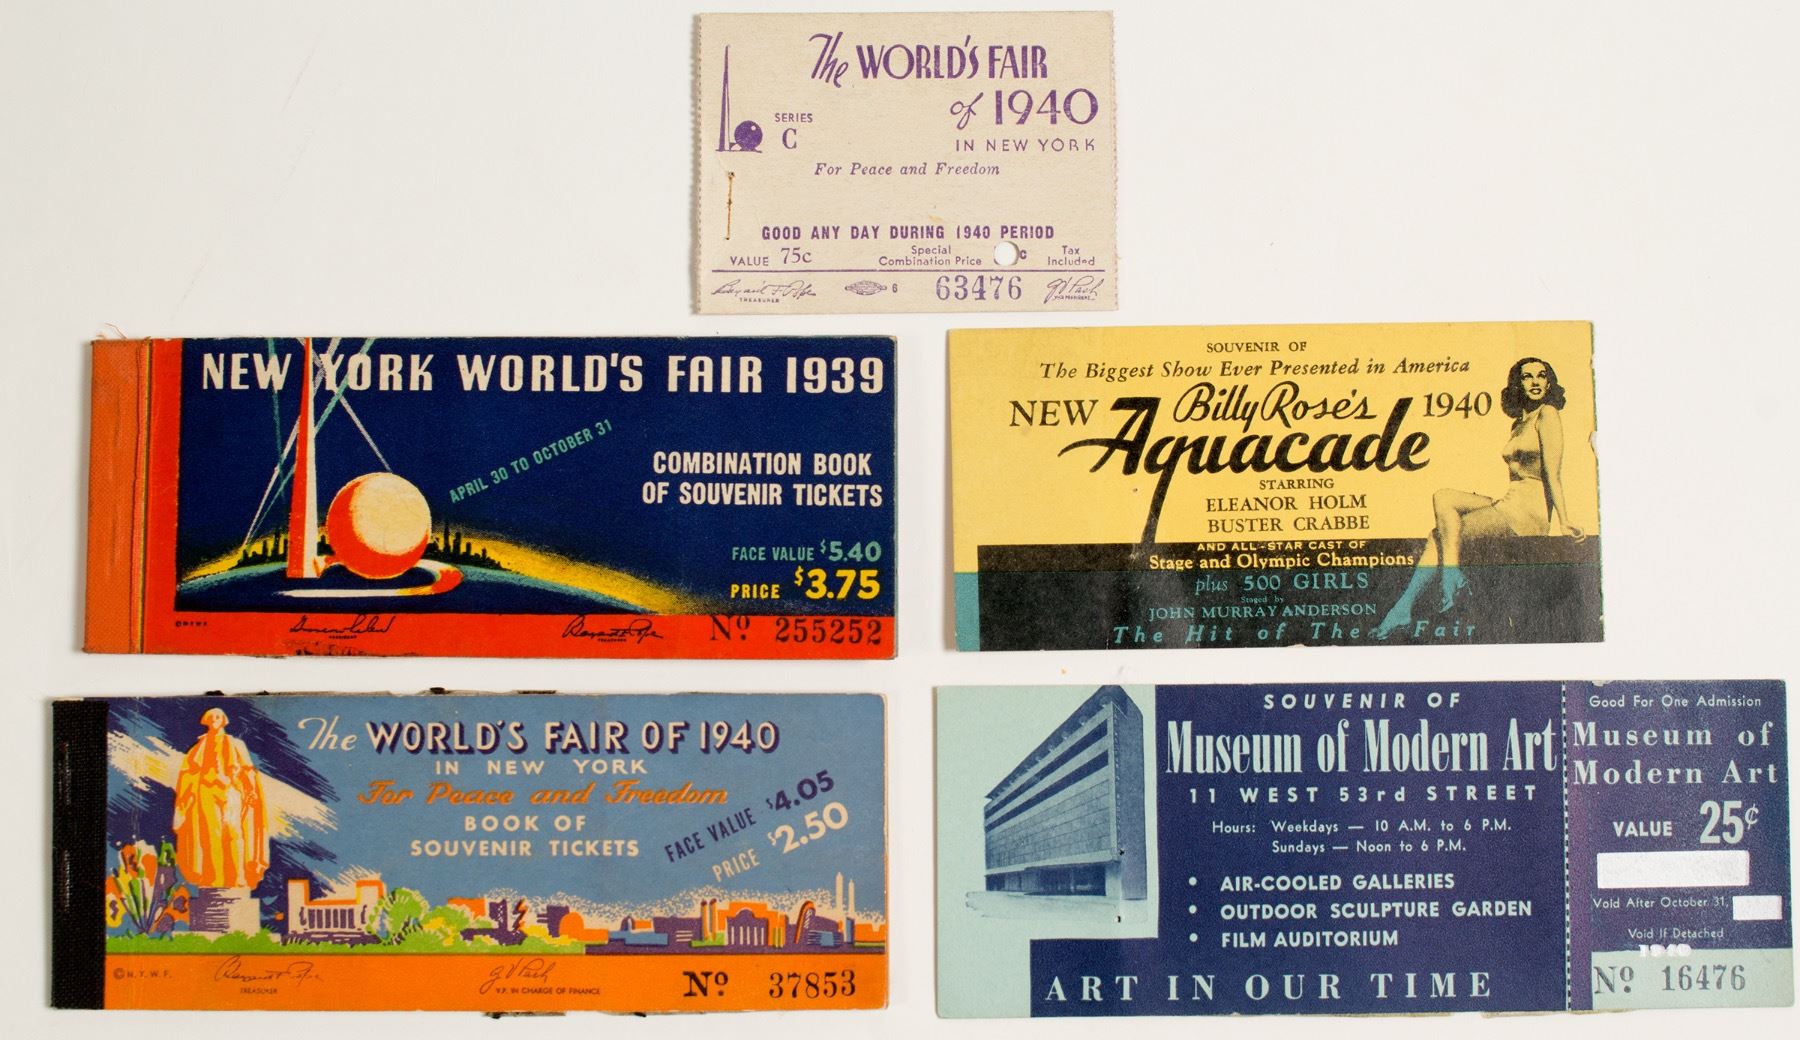 The WORLD'S FAIR
of 1940
IN NEW YORK
SERIES
C
For Peace and Freedom
GOOD ANY DAY DURING 1940 PERIOD
VALUE 75c Special Combination Price c Tax Included
TREASURER
6
63476
VICE PRESIDENT
NEW YORK WORLD'S FAIR 1939
APRIL 30 TO OCTOBER 31
COMBINATION BOOK
OF SOUVENIR TICKETS
FACE VALUE $5.40
PRICE $3.75
PRESIDENT
TREASURER
No 255252
SOUVENIR OF
The Biggest Show Ever Presented in America
NEW Billy Rose's 1940
Aquacade
STARRING
ELEANOR HOLM
BUSTER CRABBE
AND ALL-STAR CAST OF
Stage and Olympic Champions
plus 500 GIRLS
Staged by
JOHN MURRAY ANDERSON
The Hit of The Fair
The WORLD'S FAIR OF 1940
IN NEW YORK
For Peace and Freedom
BOOK OF
SOUVENIR TICKETS
FACE VALUE $4.05
PRICE $2.50
© N.Y.W.F.
TREASURER
V.P. IN CHARGE OF FINANCE
No 37853
SOUVENIR OF
Museum of Modern Art
11 WEST 53rd STREET
Hours: Weekdays — 10 A.M. to 6 P.M.
Sundays — Noon to 6 P.M.
• AIR-COOLED GALLERIES
• OUTDOOR SCULPTURE GARDEN
• FILM AUDITORIUM
ART IN OUR TIME
Good For One Admission
Museum of
Modern Art
VALUE 25¢
Void After October 31,
Void If Detached
1940
No 16476